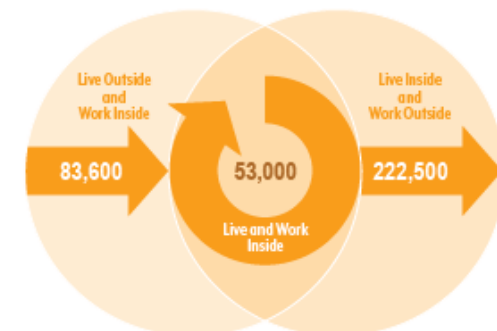 Live Outside
and
Work Inside
83,600
53,000
Live and Work
Inside
Live Inside
and
Work Outside
222,500